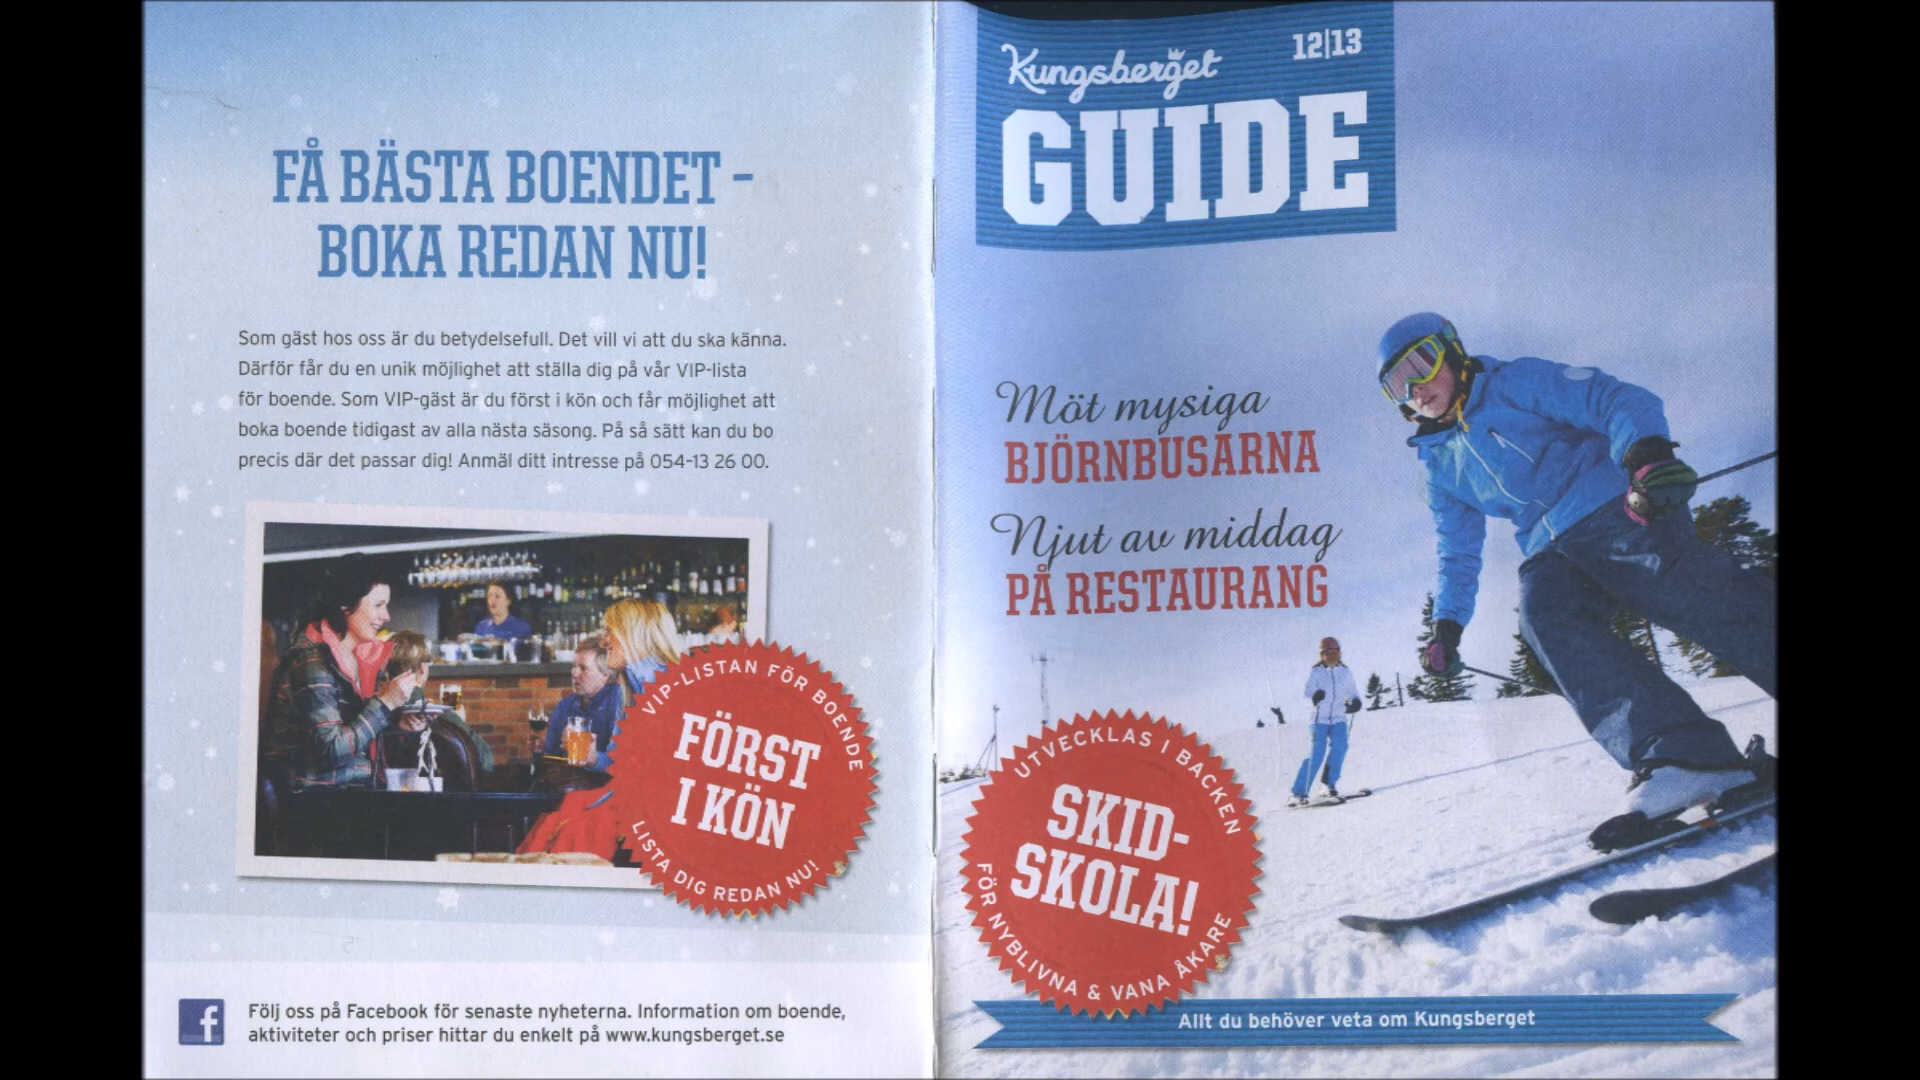 FÅ BÄSTA BOENDET –
BOKA REDAN NU!
Som gäst hos oss är du betydelsefull. Det vill vi att du ska känna.
Därför får du en unik möjlighet att ställa dig på vår VIP-lista
för boende. Som VIP-gäst är du först i kön och får möjlighet att
boka boende tidigast av alla nästa säsong. På så sätt kan du bo
precis där det passar dig! Anmäl ditt intresse på 054-13 26 00.
VIP-LISTAN FÖR BOENDE
FÖRST
I KÖN
LISTA DIG REDAN NU!
f
Följ oss på Facebook för senaste nyheterna. Information om boende,
aktiviteter och priser hittar du enkelt på www.kungsberget.se
Kungsberget
12|13
GUIDE
Möt mysiga
BJÖRNBUSARNA
Njut av middag
PÅ RESTAURANG
UTVECKLAS I BACKEN
SKID-
SKOLA!
FÖR NYBLIVNA & VANA ÅKARE
Allt du behöver veta om Kungsberget